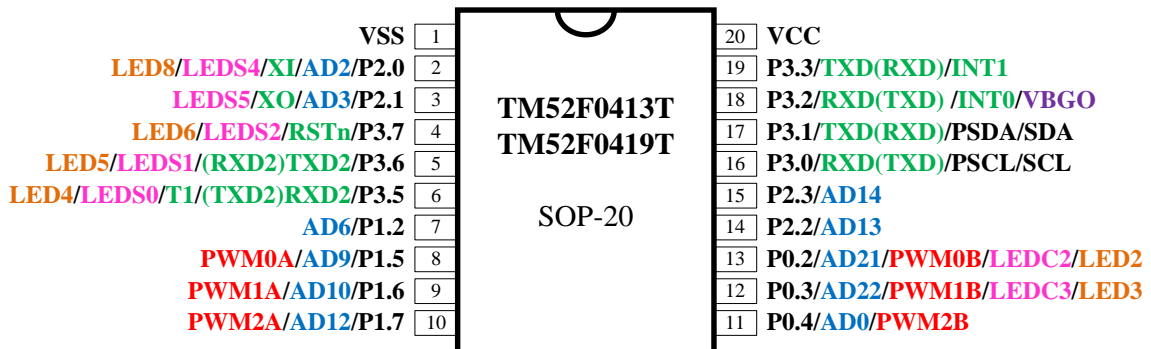 VSS 1 20 VCC
LED8/LEDS4/XI/AD2/P2.0 2 19 P3.3/TXD(RXD)/INT1
LEDS5/XO/AD3/P2.1 3 18 P3.2/RXD(TXD) /INT0/VBGO
TM52F0413T
LED6/LEDS2/RSTn/P3.7 4 17 P3.1/TXD(RXD)/PSDA/SDA
TM52F0419T
LED5/LEDS1/(RXD2)TXD2/P3.6 5 16 P3.0/RXD(TXD)/PSCL/SCL
LED4/LEDS0/T1/(TXD2)RXD2/P3.5 6 15 P2.3/AD14
SOP-20
AD6/P1.2 7 14 P2.2/AD13
PWM0A/AD9/P1.5 8 13 P0.2/AD21/PWM0B/LEDC2/LED2
PWM1A/AD10/P1.6 9 12 P0.3/AD22/PWM1B/LEDC3/LED3
PWM2A/AD12/P1.7 10 11 P0.4/AD0/PWM2B